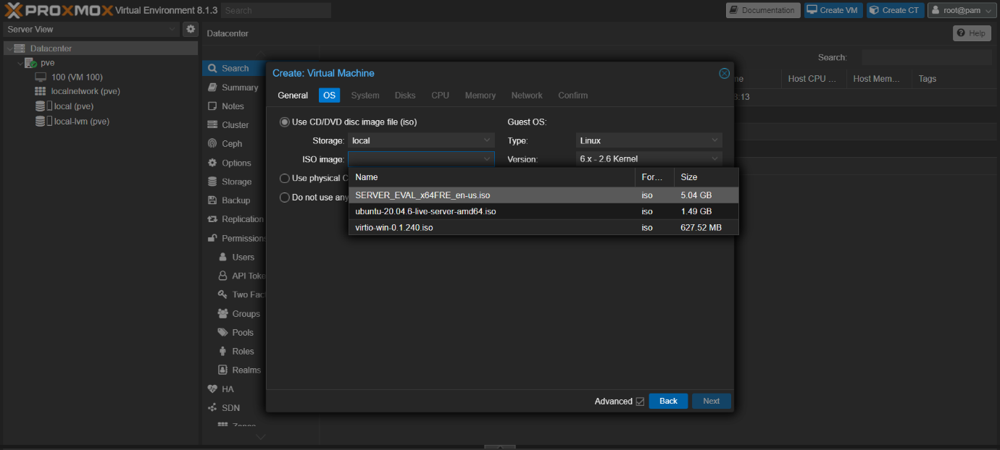 PROXMOX Virtual Environment 8.1.3 Search Documentation Create VM Create CT root@pam
Server View
Datacenter
pve
100 (VM 100)
localnetwork (pve)
local (pve)
local-lvm (pve)
Datacenter Help
Search
Summary
Notes
Cluster
Ceph
Options
Storage
Backup
Replication
Permissions
Users
API Toke
Two Fact
Groups
Pools
Roles
Realms
HA
SDN
Zones
Search:
me Host CPU ... Host Mem... Tags
3:13
Create: Virtual Machine
General OS System Disks CPU Memory Network Confirm
Use CD/DVD disc image file (iso) Guest OS:
Storage: local Type: Linux
ISO image: Version: 6.x - 2.6 Kernel
Use physical C
Do not use any
Name For... Size
SERVER_EVAL_x64FRE_en-us.iso iso 5.04 GB
ubuntu-20.04.6-live-server-amd64.iso iso 1.49 GB
virtio-win-0.1.240.iso iso 627.52 MB
Advanced Back Next